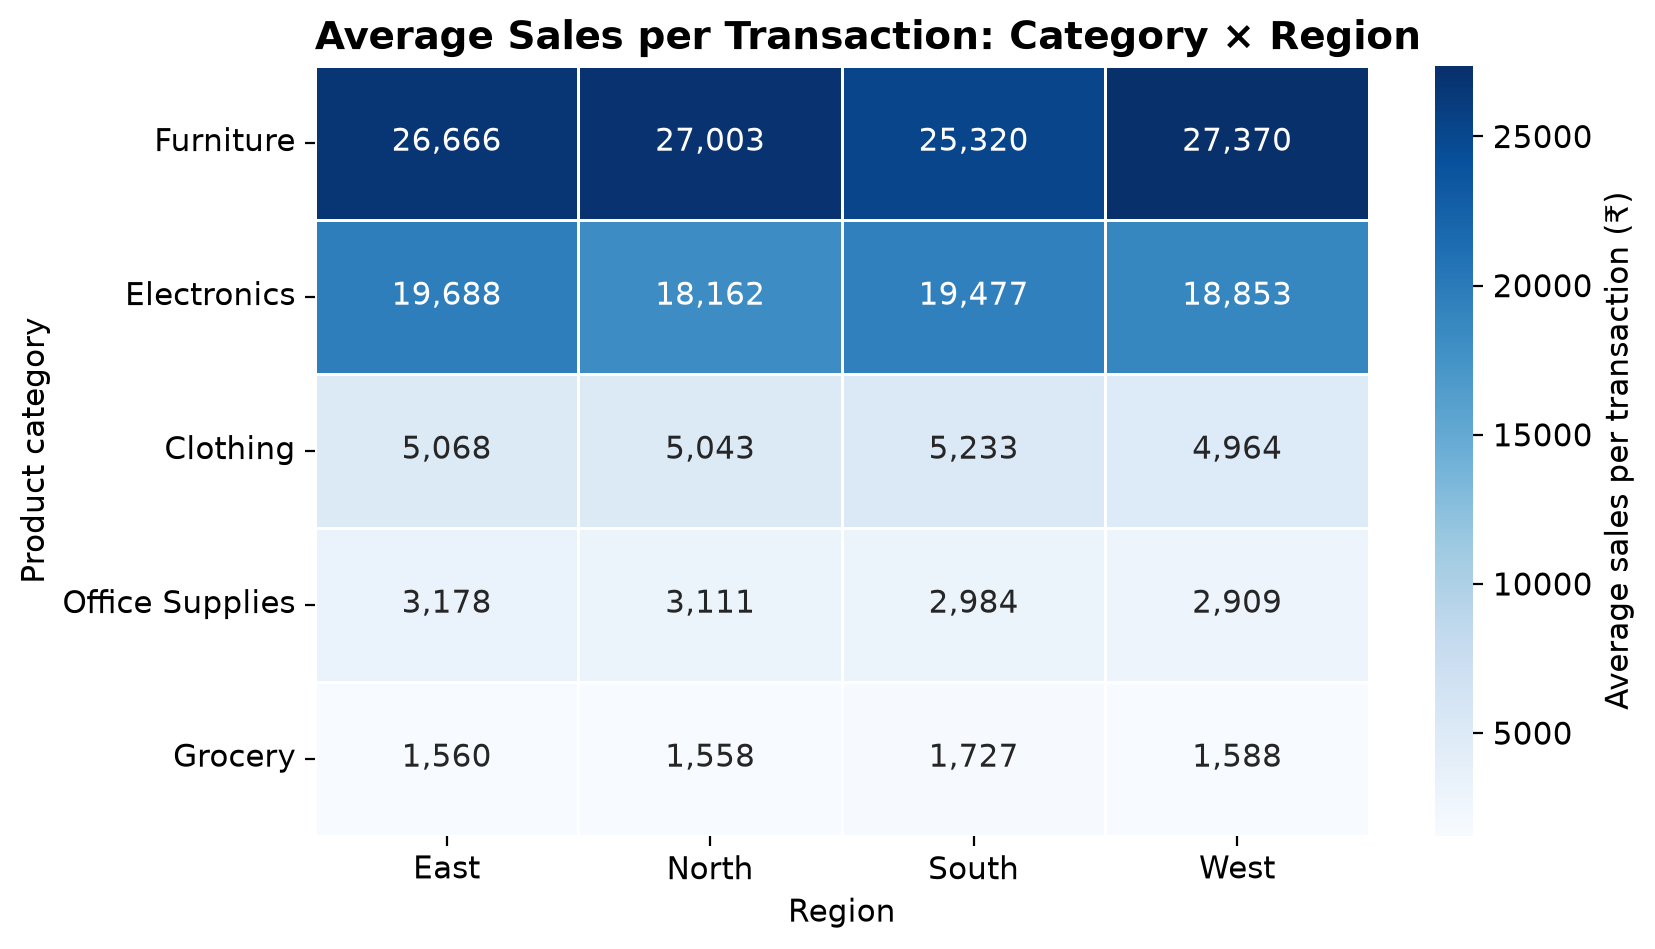 Average Sales per Transaction: Category × Region
Furniture 26,666 27,003 25,320 27,370
Electronics 19,688 18,162 19,477 18,853
Clothing 5,068 5,043 5,233 4,964
Office Supplies 3,178 3,111 2,984 2,909
Grocery 1,560 1,558 1,727 1,588
East North South West
Region
Product category
25000
20000
15000
10000
5000
Average sales per transaction (₹)